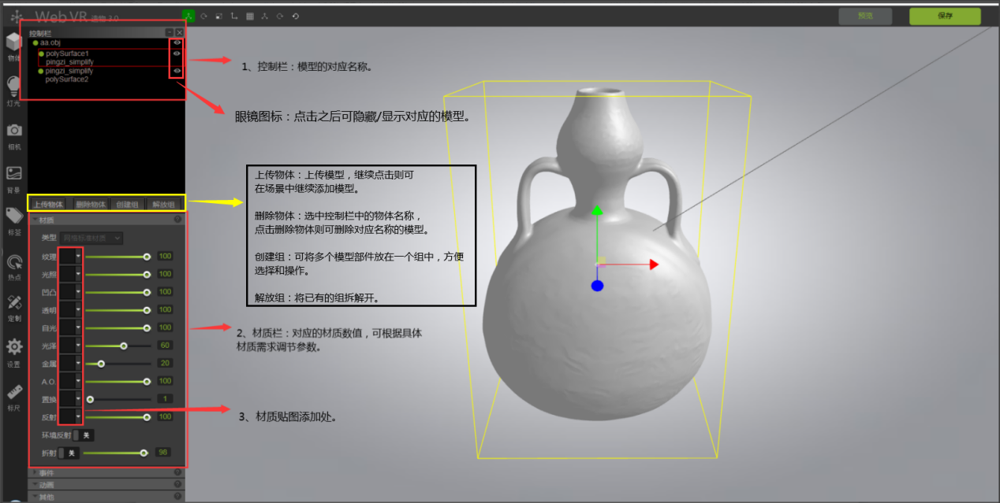 Web VR 造物 3.0
预览
保存
控制栏
aa.obj
polySurface1
pingzi_simplify
pingzi_simplify
polySurface2
物体
灯光
相机
背景
标签
热点
定制
设置
标尺
1、控制栏：模型的对应名称。
眼镜图标：点击之后可隐藏/显示对应的模型。
上传物体
删除物体
创建组
解放组
上传物体：上传模型，继续点击则可
在场景中继续添加模型。
删除物体：选中控制栏中的物体名称，
点击删除物体则可删除对应名称的模型。
创建组：可将多个模型部件放在一个组中，方便
选择和操作。
解放组：将已有的组拆解开。
材质
类型 网格标准材质
纹理 100
光照 100
凹凸 100
透明 100
自光 100
光泽 60
金属 20
A.O. 100
置换 1
反射 100
环境反射 关
折射 关 98
2、材质栏：对应的材质数值，可根据具体
材质需求调节参数。
3、材质贴图添加处。
事件
动画
其他